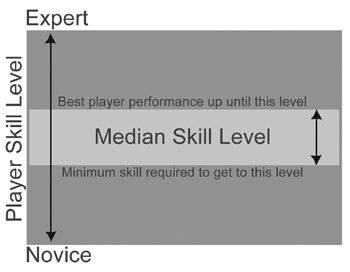 Expert
Player Skill Level
Best player performance up until this level
Median Skill Level
Minimum skill required to get to this level
Novice